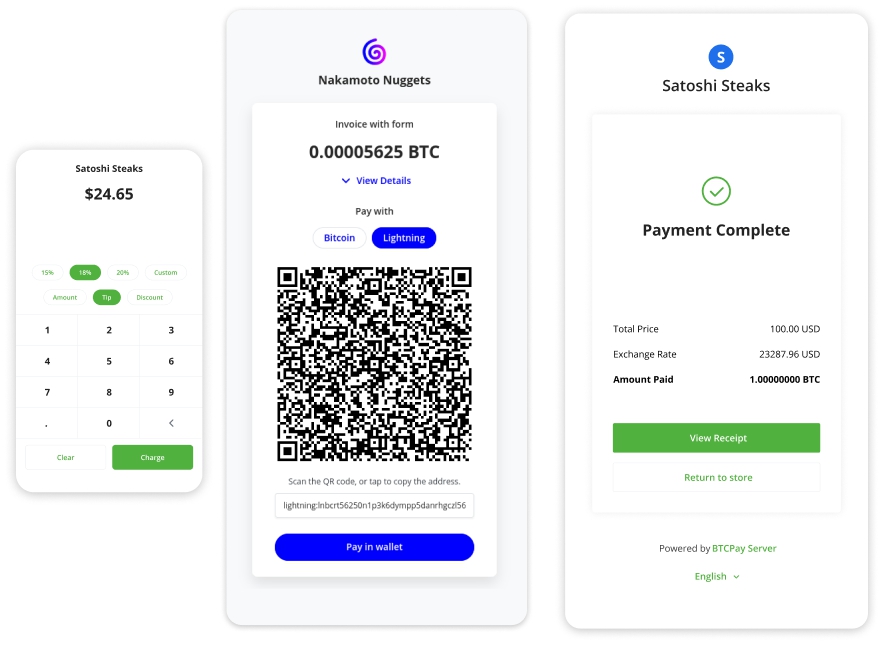 Satoshi Steaks
$24.65
15% 18% 20% Custom
Amount Tip Discount
1 2 3
4 5 6
7 8 9
. 0 <
Clear Charge
Nakamoto Nuggets
Invoice with form
0.00005625 BTC
View Details
Pay with
Bitcoin Lightning
Scan the QR code, or tap to copy the address.
lightning:lnbcrt56250n1p3k6dympp5danrhgczl56
Pay in wallet
S
Satoshi Steaks
Payment Complete
Total Price 100.00 USD
Exchange Rate 23287.96 USD
Amount Paid 1.00000000 BTC
View Receipt
Return to store
Powered by BTCPay Server
English